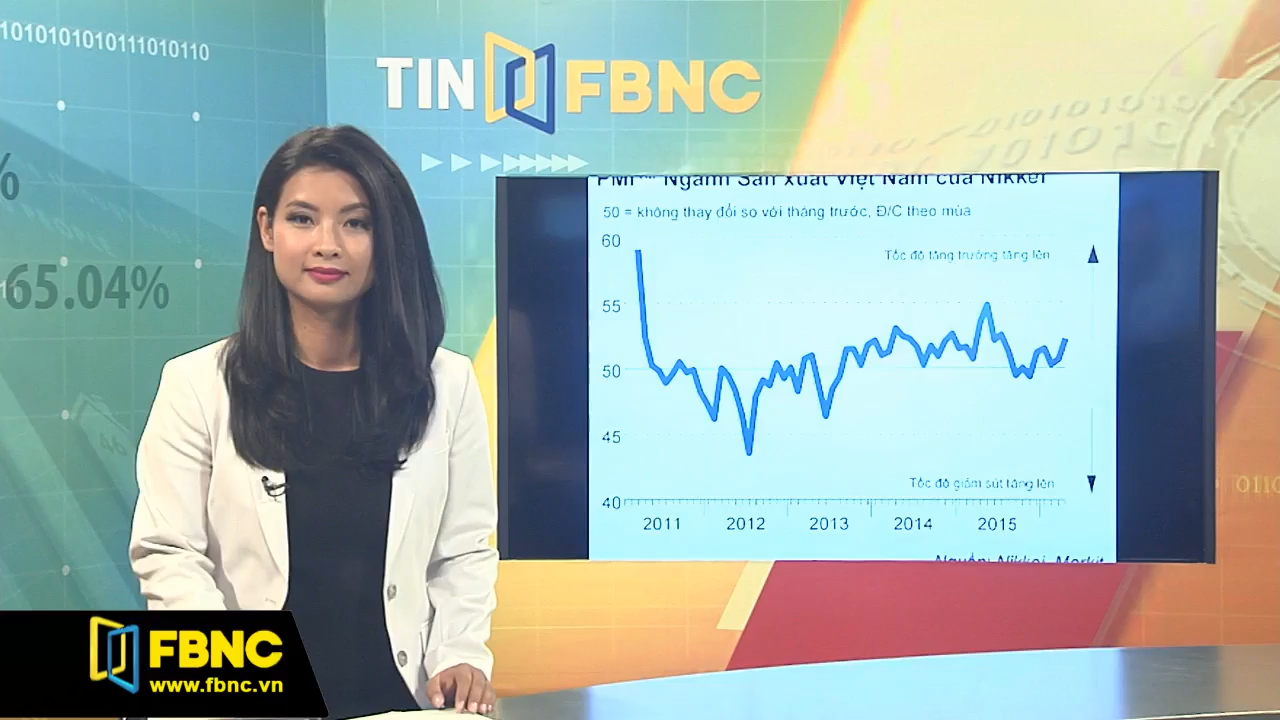 1010101010111010110
TIN FBNC
%
65.04%
PMI™ Ngành Sản xuất Việt Nam của Nikkei
50 = không thay đổi so với tháng trước, Đ/C theo mùa
60
Tốc độ tăng trưởng tăng lên
55
50
45
Tốc độ giảm sút tăng lên
40
2011 2012 2013 2014 2015
Nguồn: Nikkei, Markit
FBNC
www.fbnc.vn